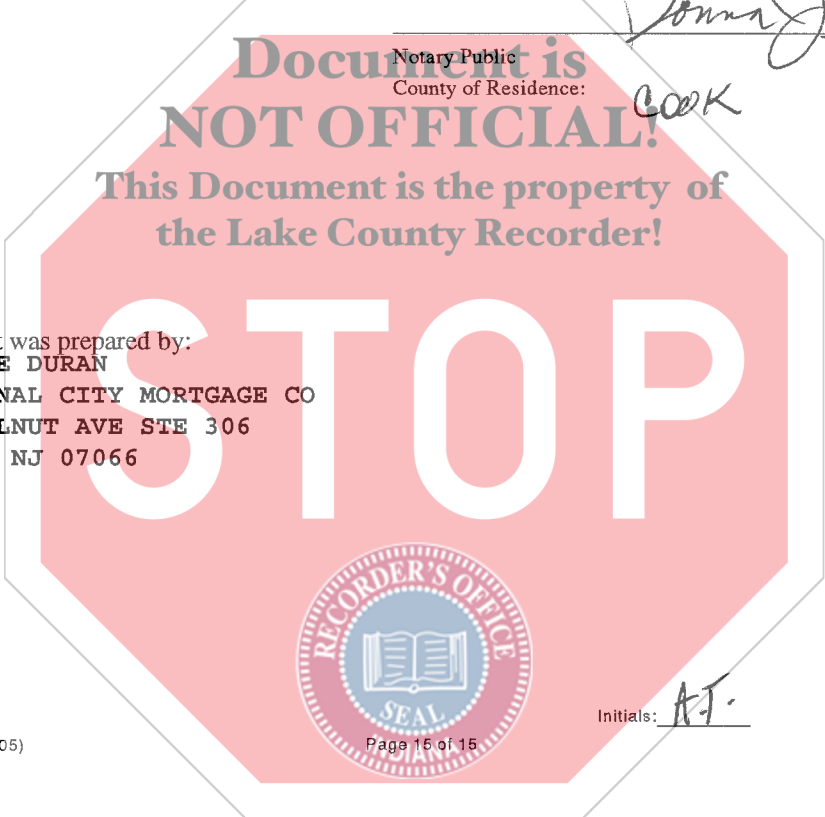 Donna J
Document is
Notary Public
County of Residence:
COOK
NOT OFFICIAL!
This Document is the property of
the Lake County Recorder!
STOP
t was prepared by:
E DURAN
NAL CITY MORTGAGE CO
LNUT AVE STE 306
NJ 07066
RECORDER'S OFFICE
SEAL
INDIANA
Initials: A.T.
05)
Page 15 of 15